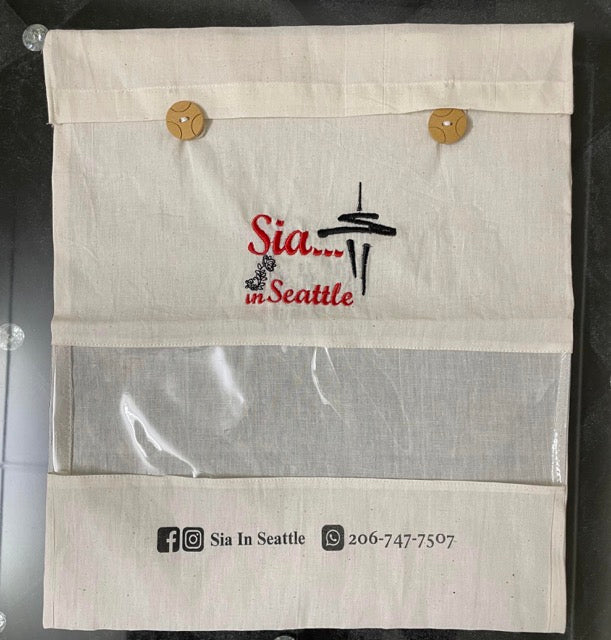 Sia...
in Seattle
Sia In Seattle 206-747-7507